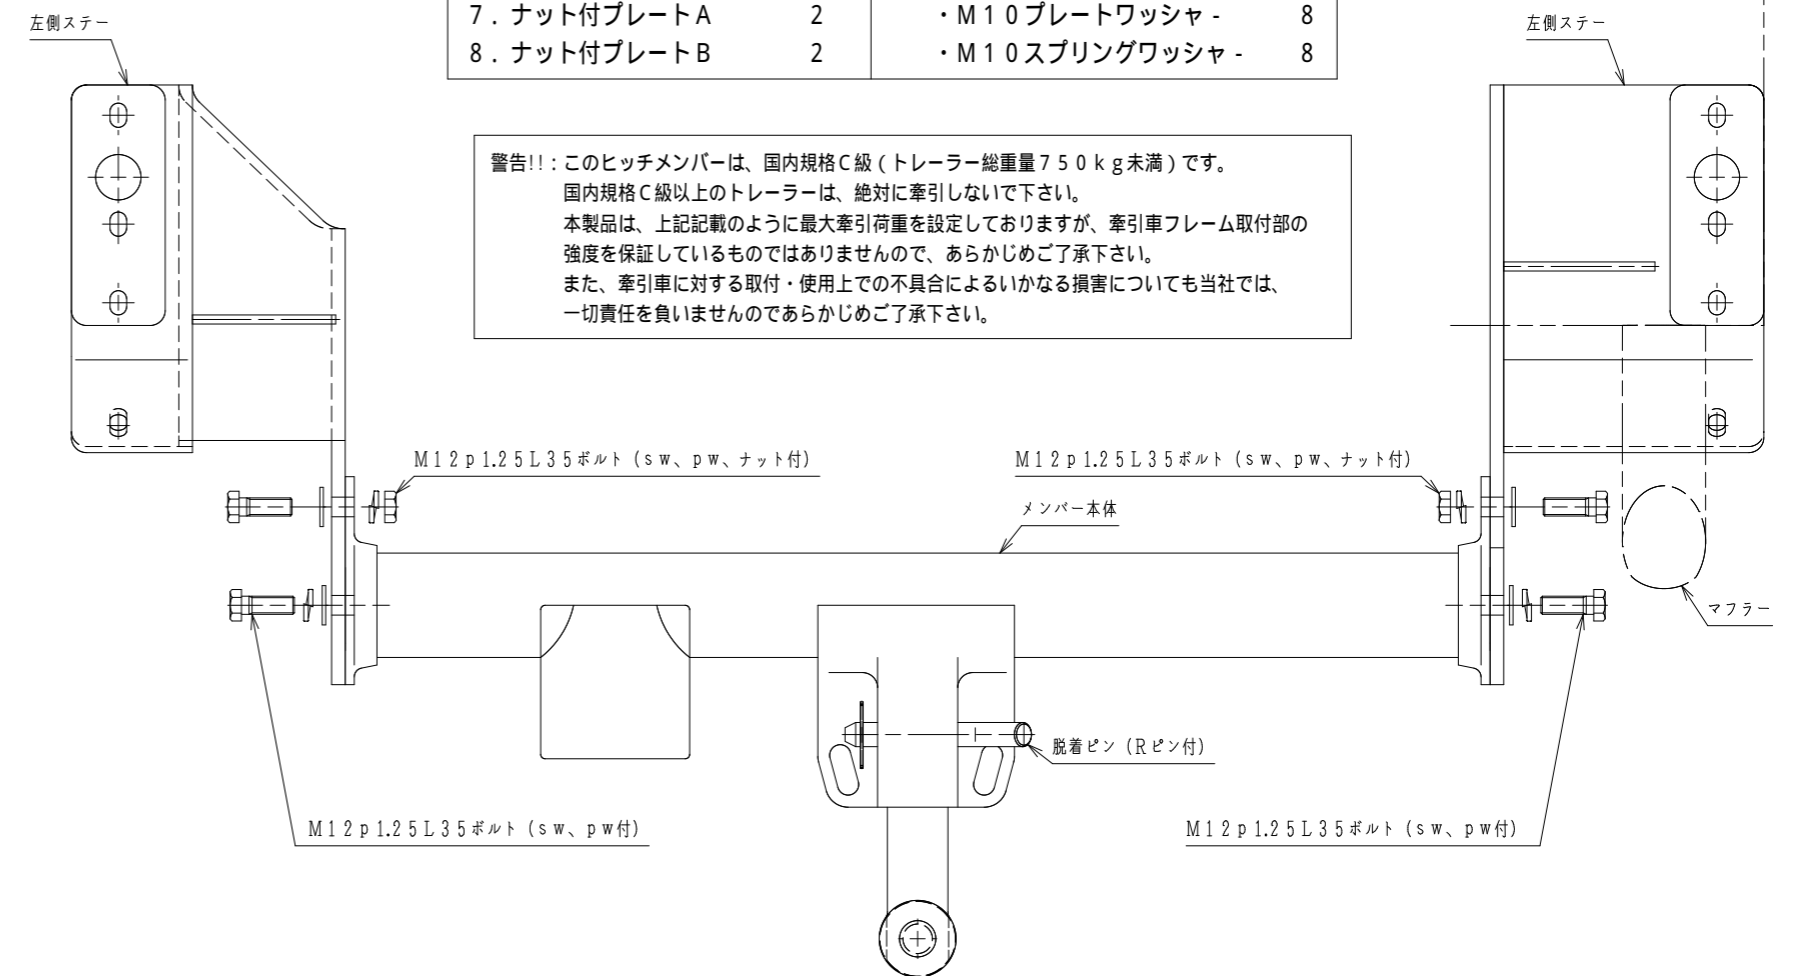 ７．ナット付プレートＡ　２　・Ｍ１０プレートワッシャ-　８
８．ナット付プレートＢ　２　・Ｍ１０スプリングワッシャ-　８
左側ステー
左側ステー
警告!!：このヒッチメンバーは、国内規格Ｃ級（トレーラー総重量７５０ｋｇ未満）です。
国内規格Ｃ級以上のトレーラーは、絶対に牽引しないで下さい。
本製品は、上記記載のように最大牽引荷重を設定しておりますが、牽引車フレーム取付部の
強度を保証しているものではありませんので、あらかじめご了承下さい。
また、牽引車に対する取付・使用上での不具合によるいかなる損害についても当社では、
一切責任を負いませんのであらかじめご了承下さい。
Ｍ１２ｐ1.25Ｌ３５ボルト（ｓｗ、ｐｗ、ナット付）
Ｍ１２ｐ1.25Ｌ３５ボルト（ｓｗ、ｐｗ、ナット付）
メンバー本体
マフラー
脱着ピン（Ｒピン付）
Ｍ１２ｐ1.25Ｌ３５ボルト（ｓｗ、ｐｗ付）
Ｍ１２ｐ1.25Ｌ３５ボルト（ｓｗ、ｐｗ付）